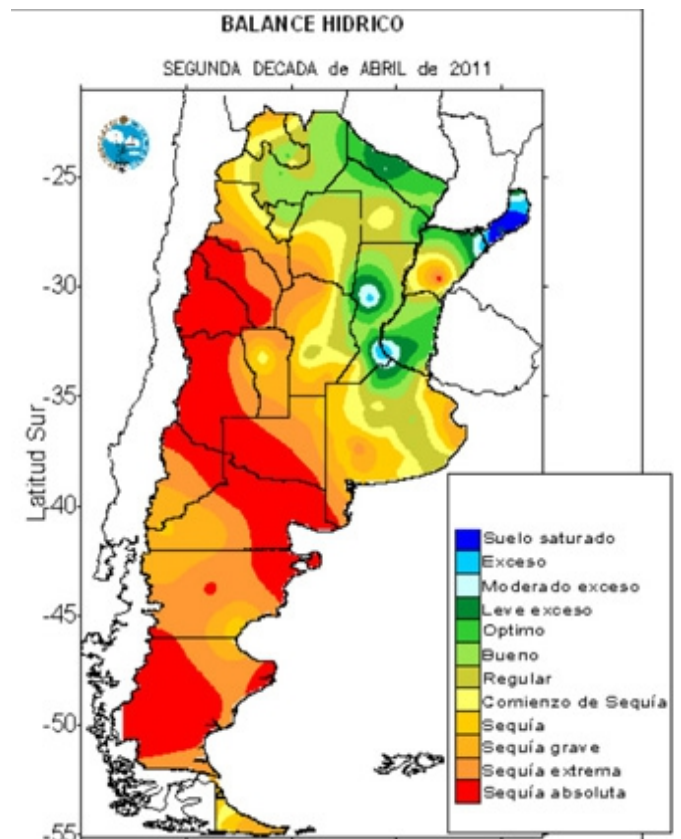 BALANCE HIDRICO
SEGUNDA DECADA de ABRIL de 2011
-25
-30
-35
-40
-45
-50
-55
Latitud Sur
Suelo saturado
Exceso
Moderado exceso
Leve exceso
Optimo
Bueno
Regular
Comienzo de Sequía
Sequía
Sequía grave
Sequía extrema
Sequía absoluta